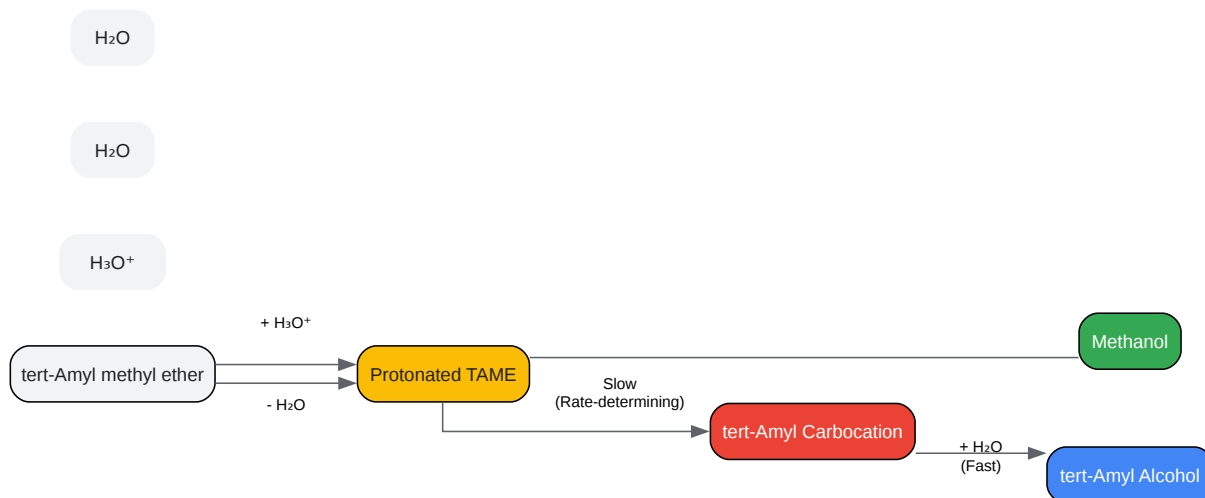 H₂O
H₂O
H₃O⁺
+ H₃O⁺
tert-Amyl methyl ether
- H₂O
Protonated TAME
Slow
(Rate-determining)
Methanol
tert-Amyl Carbocation
+ H₂O
(Fast)
tert-Amyl Alcohol